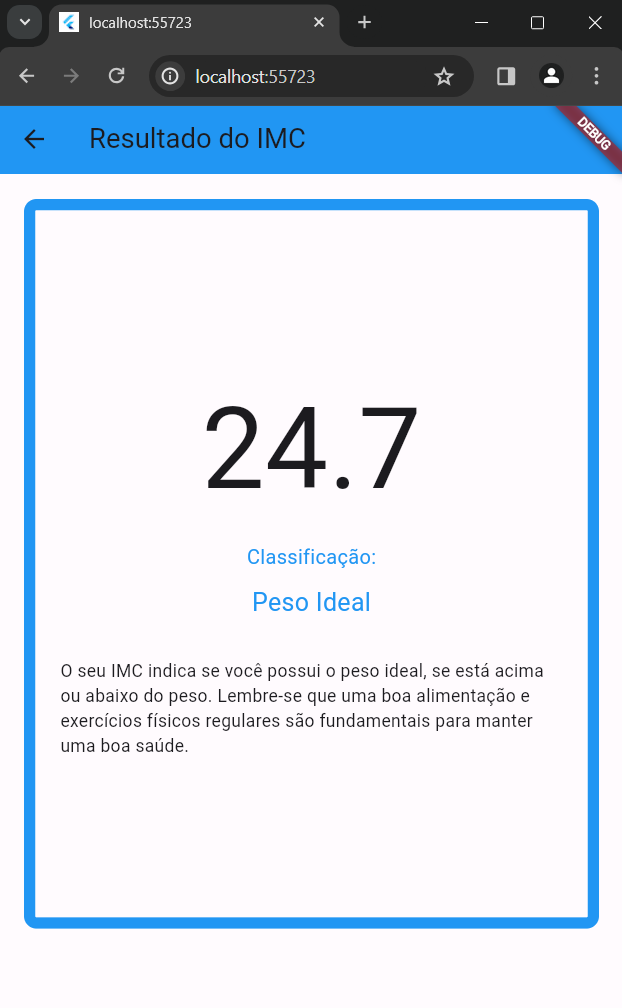 localhost:55723
localhost:55723
Resultado do IMC
DEBUG
24.7
Classificação:
Peso Ideal
O seu IMC indica se você possui o peso ideal, se está acima
ou abaixo do peso. Lembre-se que uma boa alimentação e
exercícios físicos regulares são fundamentais para manter
uma boa saúde.